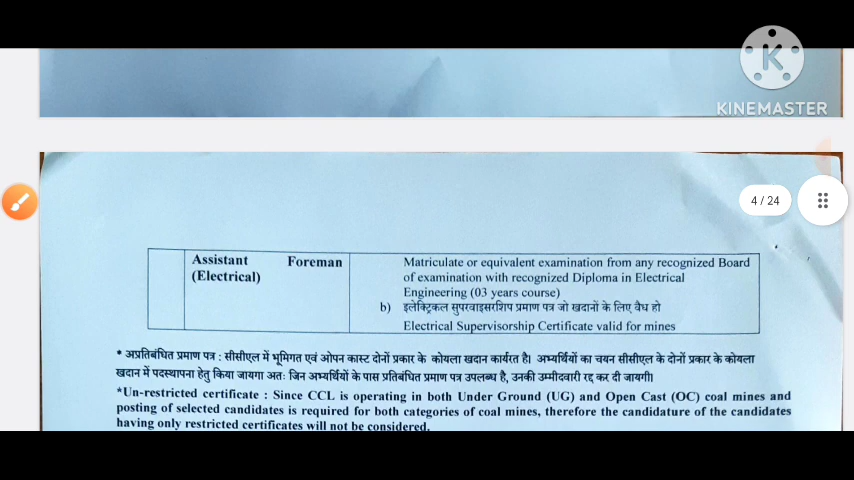 KINEMASTER
4 / 24
Assistant Foreman
(Electrical)
Matriculate or equivalent examination from any recognized Board
of examination with recognized Diploma in Electrical
Engineering (03 years course)
b) इलेक्ट्रिकल सुपरवाइसरशिप प्रमाण पत्र जो खदानों के लिए वैध हो
Electrical Supervisorship Certificate valid for mines
* अप्रतिबंधित प्रमाण पत्र : सीसीएल में भूमिगत एवं ओपन कास्ट दोनों प्रकार के कोयला खदान कार्यरत है। अभ्यर्थियों का चयन सीसीएल के दोनों प्रकार के कोयला
खदान में पदस्थापना हेतु किया जायगा अतः जिन अभ्यर्थियों के पास प्रतिबंधित प्रमाण पत्र उपलब्ध है, उनकी उम्मीदवारी रद्द कर दी जायगी।
*Un-restricted certificate : Since CCL is operating in both Under Ground (UG) and Open Cast (OC) coal mines and
posting of selected candidates is required for both categories of coal mines, therefore the candidature of the candidates
having only restricted certificates will not be considered.